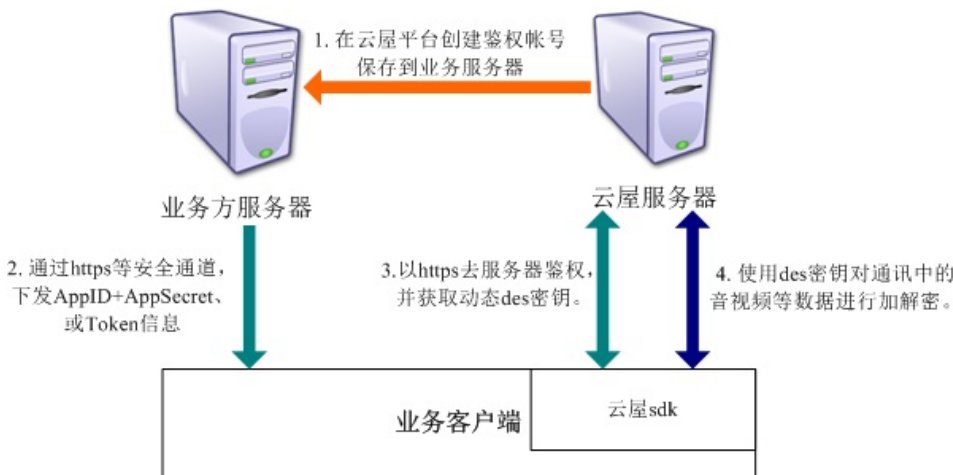 1. 在云屋平台创建鉴权帐号
保存到业务服务器
业务方服务器
云屋服务器
2. 通过https等安全通道，
下发AppID+AppSecret、
或Token信息
3.以https去服务器鉴权，
并获取动态des密钥。
4. 使用des密钥对通讯中的
音视频等数据进行加解密。
业务客户端
云屋sdk